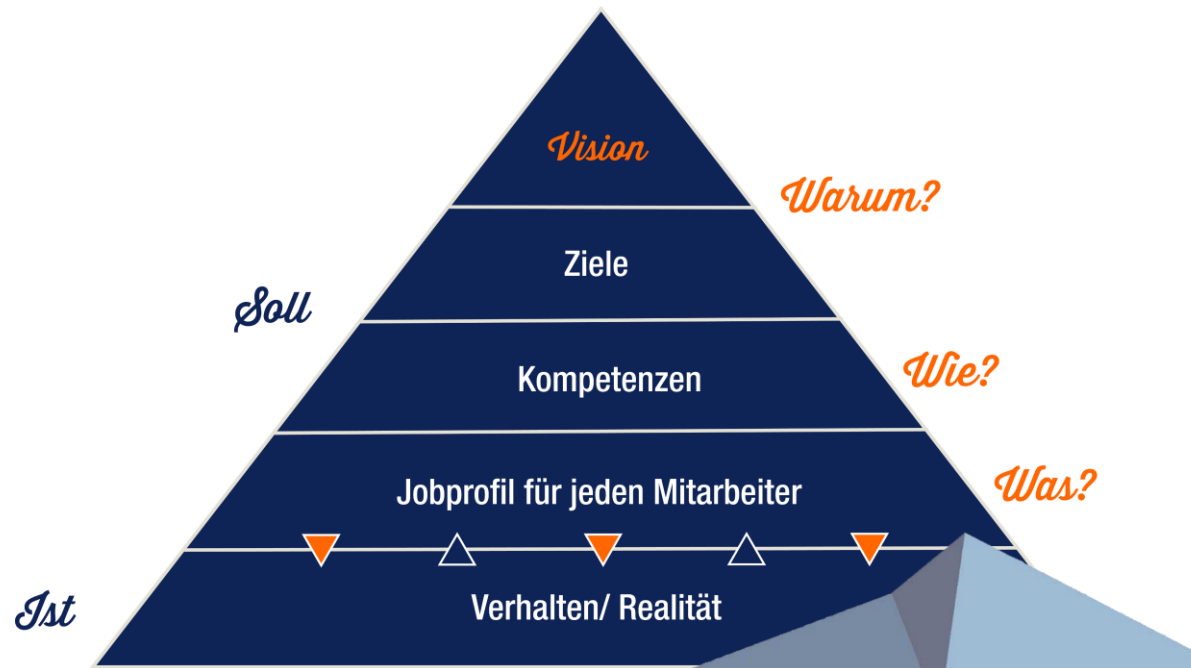 Vision
Warum?
Ziele
Soll
Kompetenzen
Wie?
Jobprofil für jeden Mitarbeiter
Was?
Verhalten/ Realität
Ist